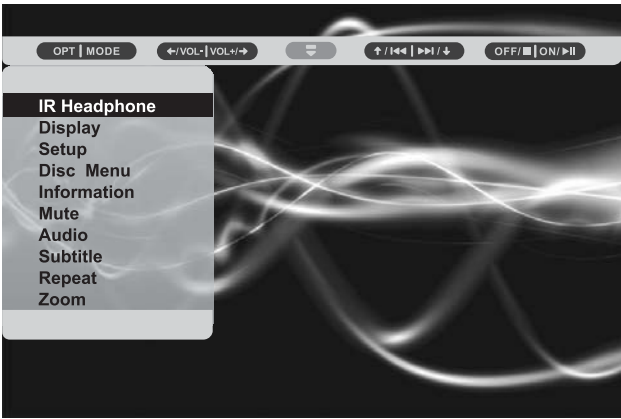 OPT | MODE ←/VOL- | VOL+/→ ↑/I◀◀ | ▶▶I/↓ OFF/■ | ON/▶II
IR Headphone
Display
Setup
Disc Menu
Information
Mute
Audio
Subtitle
Repeat
Zoom